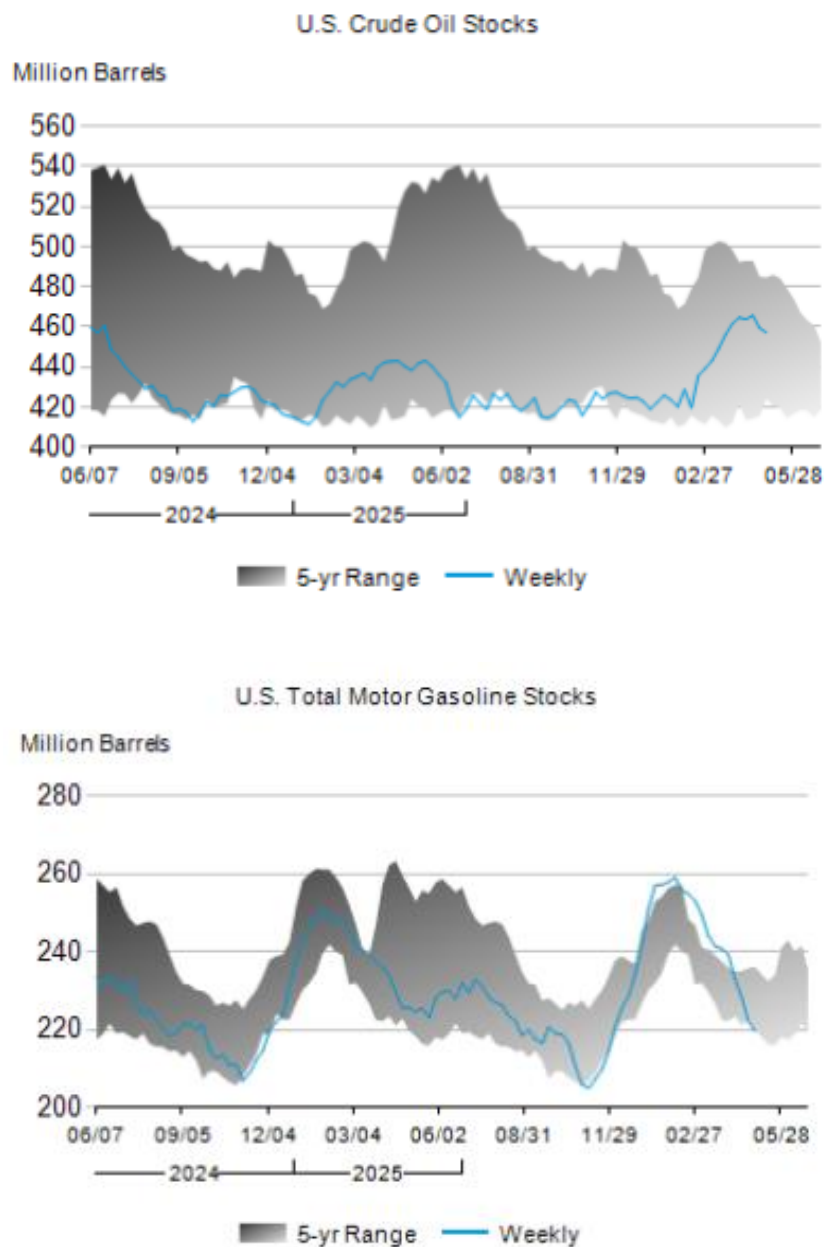 U.S. Crude Oil Stocks
Million Barrels
560
540
520
500
480
460
440
420
400
06/07 09/05 12/04 03/04 06/02 08/31 11/29 02/27 05/28
2024 2025
5-yr Range Weekly
U.S. Total Motor Gasoline Stocks
Million Barrels
280
260
240
220
200
06/07 09/05 12/04 03/04 06/02 08/31 11/29 02/27 05/28
2024 2025
5-yr Range Weekly